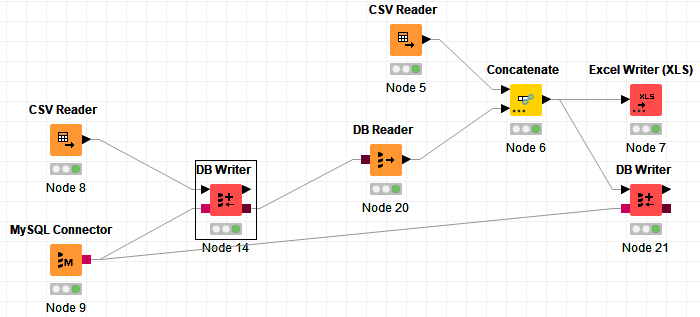 CSV Reader
Node 5
Concatenate
Node 6
Excel Writer (XLS)
XLS
Node 7
CSV Reader
Node 8
DB Reader
Node 20
DB Writer
Node 14
DB Writer
Node 21
MySQL Connector
M
Node 9